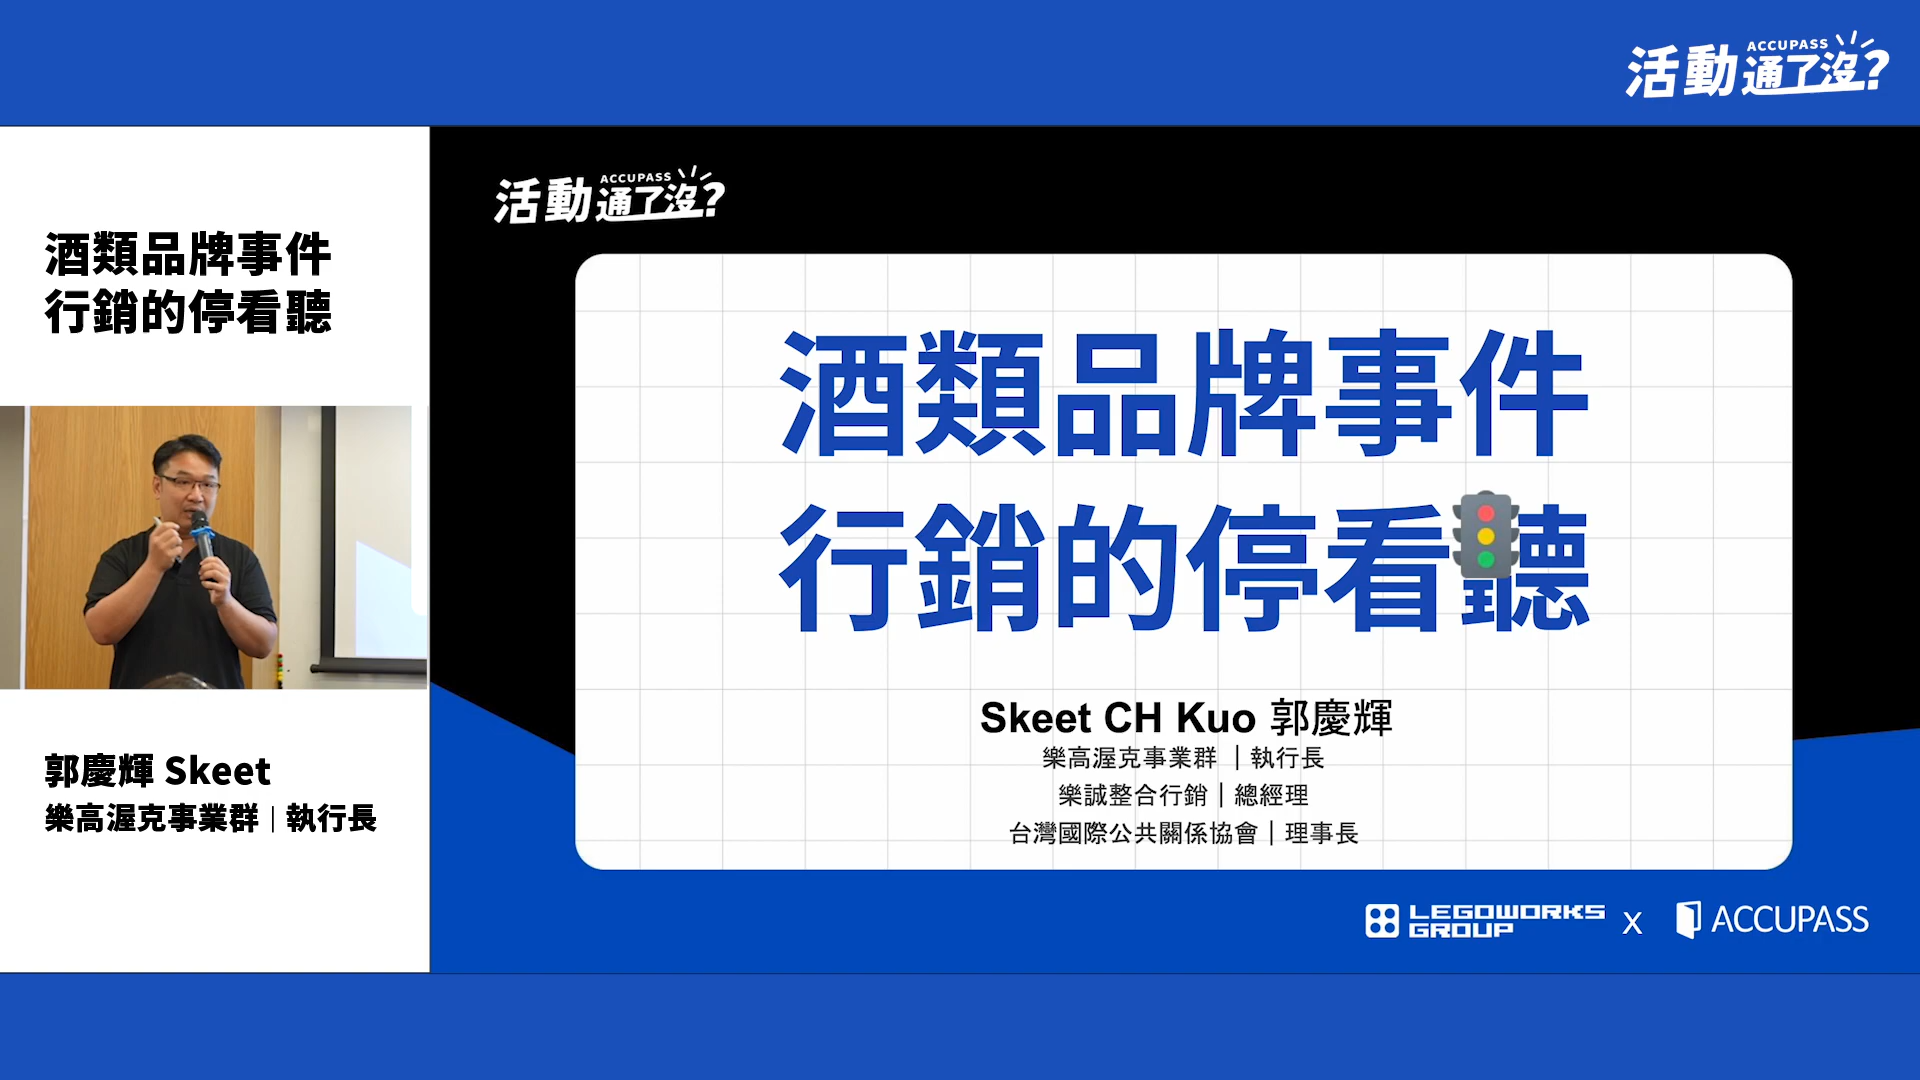 活動通了沒?
ACCUPASS
酒類品牌事件
行銷的停看聽
郭慶輝 Skeet
樂高渥克事業群|執行長
活動通了沒?
ACCUPASS
酒類品牌事件
行銷的停看聽
Skeet CH Kuo 郭慶輝
樂高渥克事業群|執行長
樂誠整合行銷|總經理
台灣國際公共關係協會|理事長
LEGOWORKS
GROUP
X
ACCUPASS